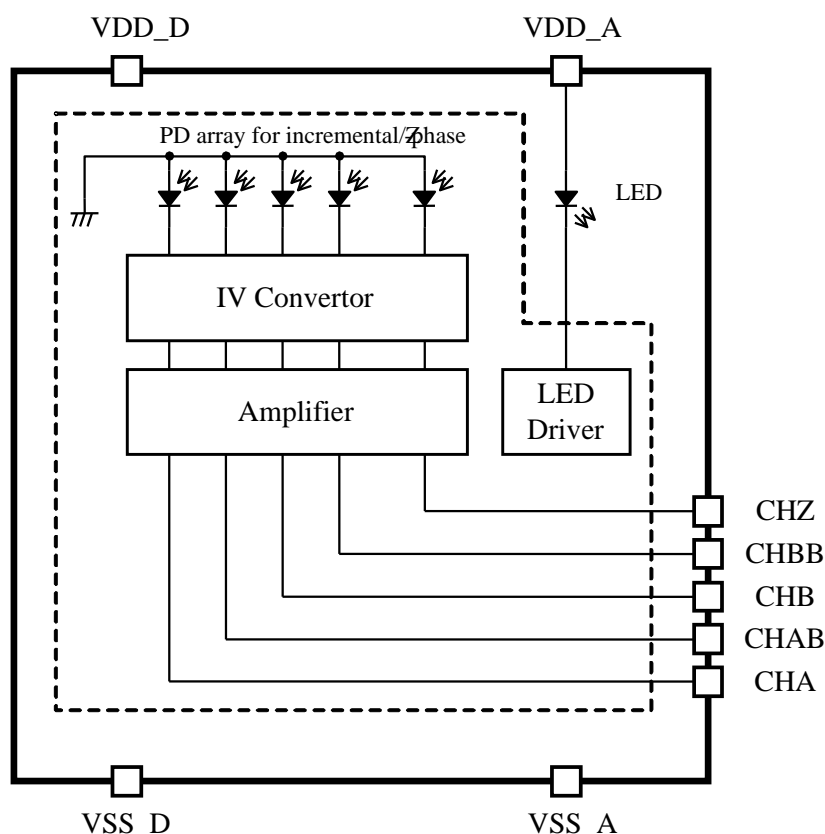 VDD_D
VDD_A
PD array for incremental/Z-phase
LED
IV Convertor
Amplifier
LED
Driver
CHZ
CHBB
CHB
CHAB
CHA
VSS_D
VSS_A